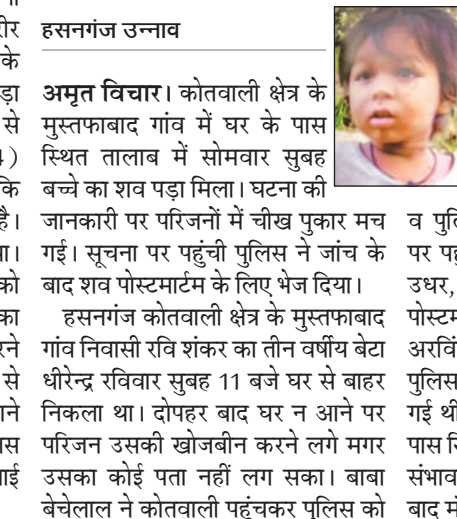 हसनगंज उन्नाव
अमृत विचार। कोतवाली क्षेत्र के
मुस्तफाबाद गांव में घर के पास
स्थित तालाब में सोमवार सुबह
बच्चे का शव पड़ा मिला। घटना की
जानकारी पर परिजनों में चीख पुकार मच
गई। सूचना पर पहुंची पुलिस ने जांच के
बाद शव पोस्टमार्टम के लिए भेज दिया।
हसनगंज कोतवाली क्षेत्र के मुस्तफाबाद
गांव निवासी रवि शंकर का तीन वर्षीय बेटा
धीरेन्द्र रविवार सुबह 11 बजे घर से बाहर
निकला था। दोपहर बाद घर न आने पर
परिजन उसकी खोजबीन करने लगे मगर
उसका कोई पता नहीं लग सका। बाबा
बेचेलाल ने कोतवाली पहुंचकर पुलिस को